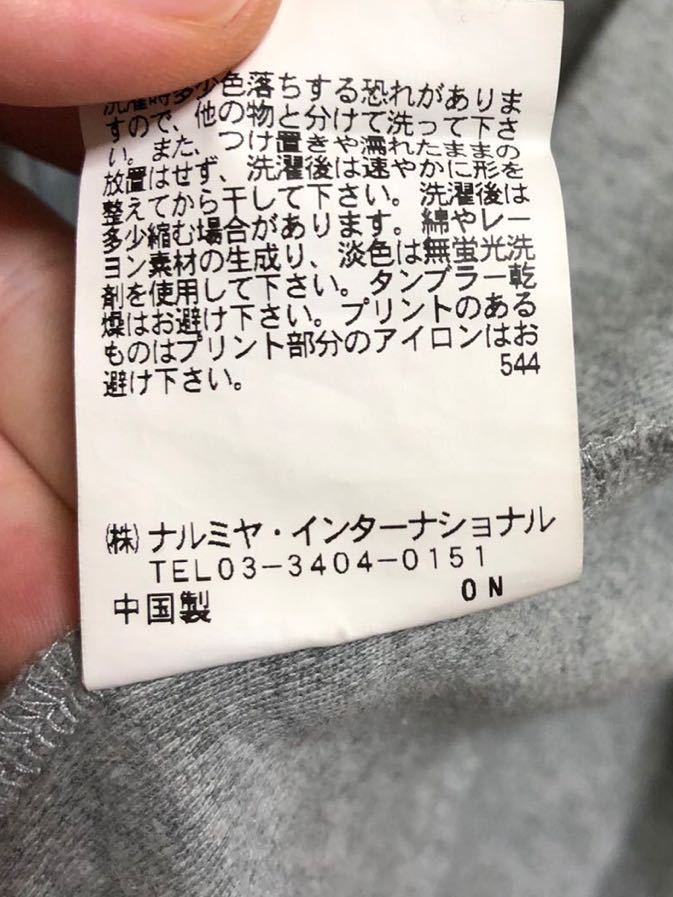 洗濯時多少色落ちする恐れがありま
すので、他の物と分けて洗って下さ
い。また、つけ置きや濡れたままの
放置はせず、洗濯後は速やかに形を
整えてから干して下さい。洗濯後は
多少縮む場合があります。綿やレー
ヨン素材の生成り、淡色は無蛍光洗
剤を使用して下さい。タンブラー乾
燥はお避け下さい。プリントのある
ものはプリント部分のアイロンはお
避け下さい。 544
㈱ナルミヤ・インターナショナル
TEL03-3404-0151
中国製 ON